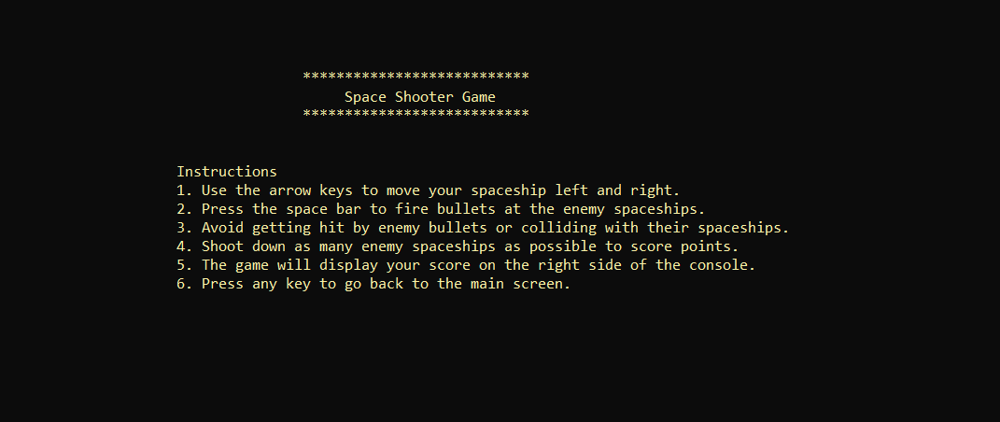 ***************************
Space Shooter Game
***************************
Instructions
1. Use the arrow keys to move your spaceship left and right.
2. Press the space bar to fire bullets at the enemy spaceships.
3. Avoid getting hit by enemy bullets or colliding with their spaceships.
4. Shoot down as many enemy spaceships as possible to score points.
5. The game will display your score on the right side of the console.
6. Press any key to go back to the main screen.